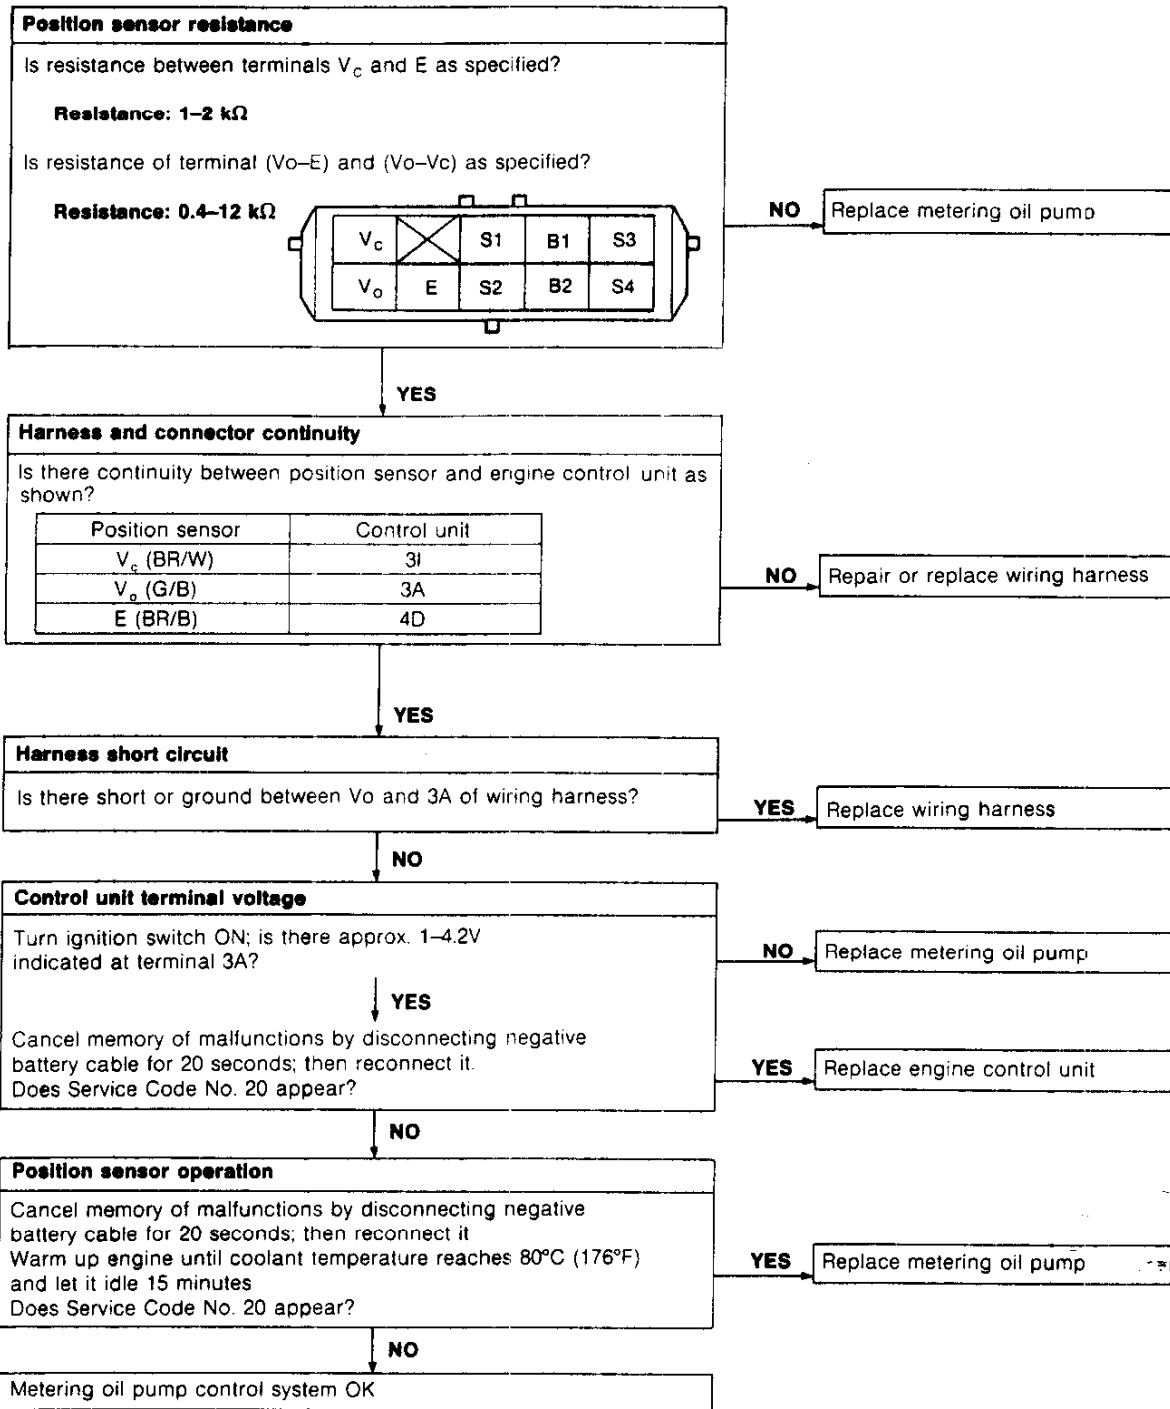 Position sensor resistance
Is resistance between terminals Vc and E as specified?
Resistance: 1–2 kΩ
Is resistance of terminal (Vo–E) and (Vo–Vc) as specified?
Resistance: 0.4–12 kΩ
Vc S1 B1 S3
Vo E S2 B2 S4
NO
Replace metering oil pump
YES
Harness and connector continuity
Is there continuity between position sensor and engine control unit as
shown?
Position sensor Control unit
Vc (BR/W) 3I
Vo (G/B) 3A
E (BR/B) 4D
NO
Repair or replace wiring harness
YES
Harness short circuit
Is there short or ground between Vo and 3A of wiring harness?
YES
Replace wiring harness
NO
Control unit terminal voltage
Turn ignition switch ON; is there approx. 1–4.2V
indicated at terminal 3A?
NO
Replace metering oil pump
YES
Cancel memory of malfunctions by disconnecting negative
battery cable for 20 seconds; then reconnect it.
Does Service Code No. 20 appear?
YES
Replace engine control unit
NO
Position sensor operation
Cancel memory of malfunctions by disconnecting negative
battery cable for 20 seconds; then reconnect it
Warm up engine until coolant temperature reaches 80°C (176°F)
and let it idle 15 minutes
Does Service Code No. 20 appear?
YES
Replace metering oil pump
NO
Metering oil pump control system OK